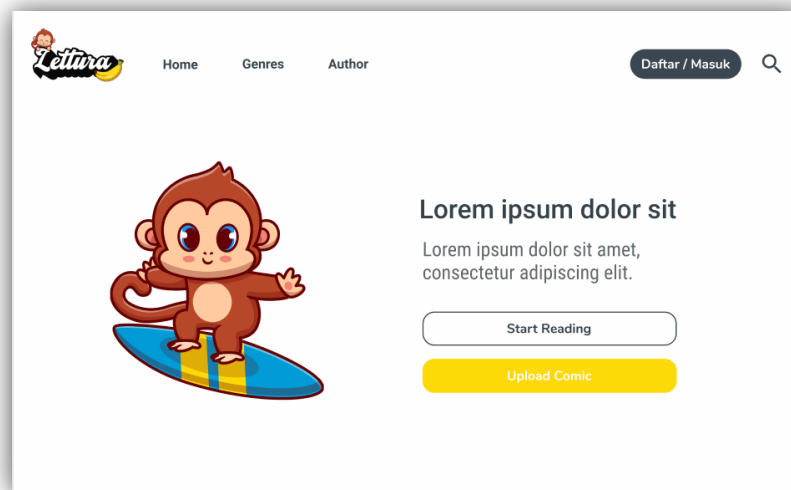 Lettura
Home
Genres
Author
Daftar / Masuk
Lorem ipsum dolor sit
Lorem ipsum dolor sit amet,
consectetur adipiscing elit.
Start Reading
Upload Comic